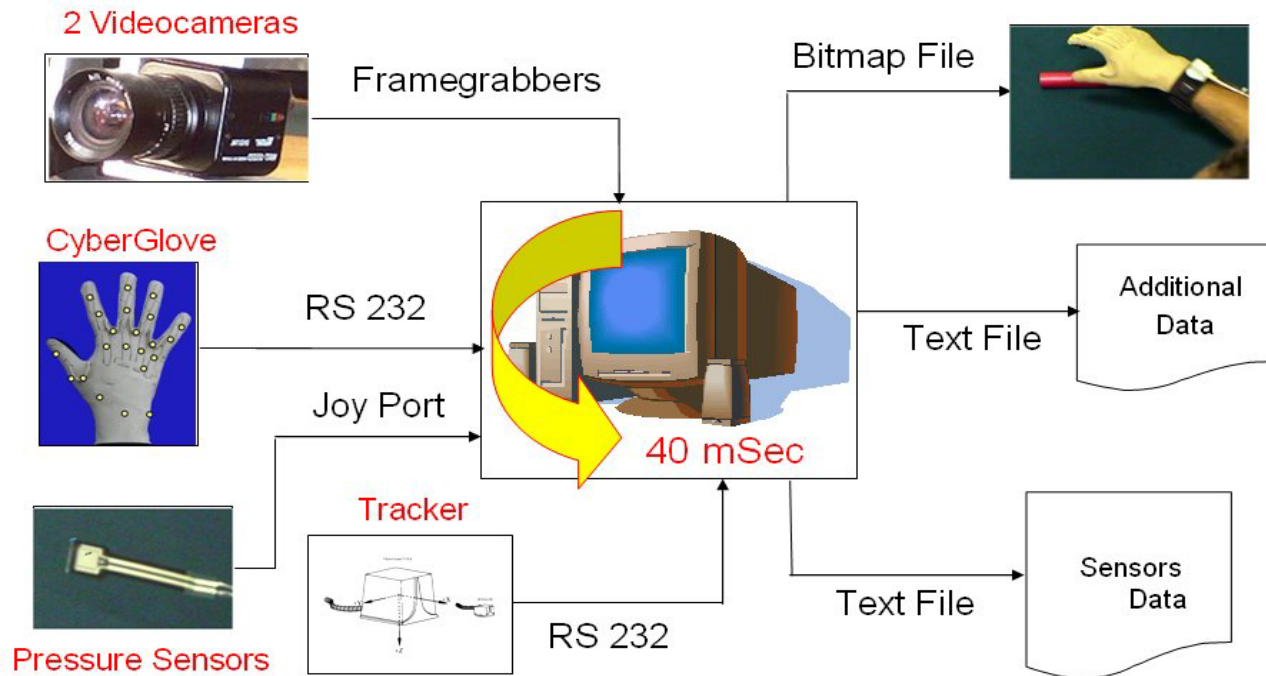 2 Videocameras
Framegrabbers
Bitmap File
CyberGlove
RS 232
Joy Port
40 mSec
Text File
Additional
Data
Tracker
RS 232
Pressure Sensors
Text File
Sensors
Data